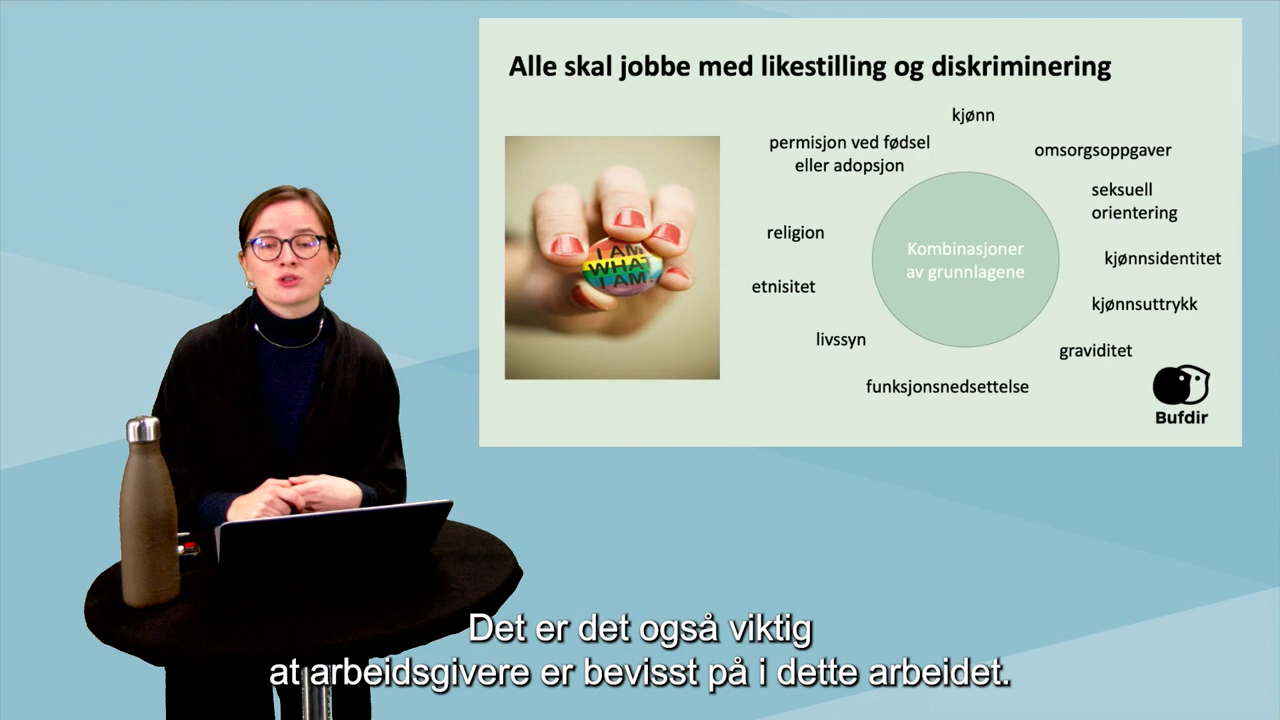 Alle skal jobbe med likestilling og diskriminering
kjønn
permisjon ved fødsel
eller adopsjon
omsorgsoppgaver
seksuell
orientering
religion
Kombinasjoner
av grunnlagene
kjønnsidentitet
etnisitet
kjønnsuttrykk
livssyn
graviditet
funksjonsnedsettelse
I AM
WHAT
I AM
Bufdir
Det er det også viktig
at arbeidsgivere er bevisst på i dette arbeidet.